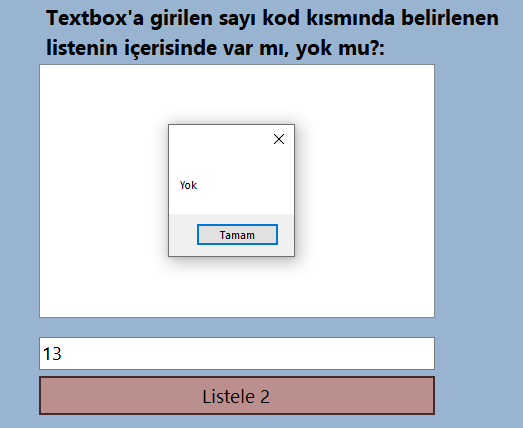 Textbox'a girilen sayı kod kısmında belirlenen
listenin içerisinde var mı, yok mu?:
Yok
Tamam
13
Listele 2